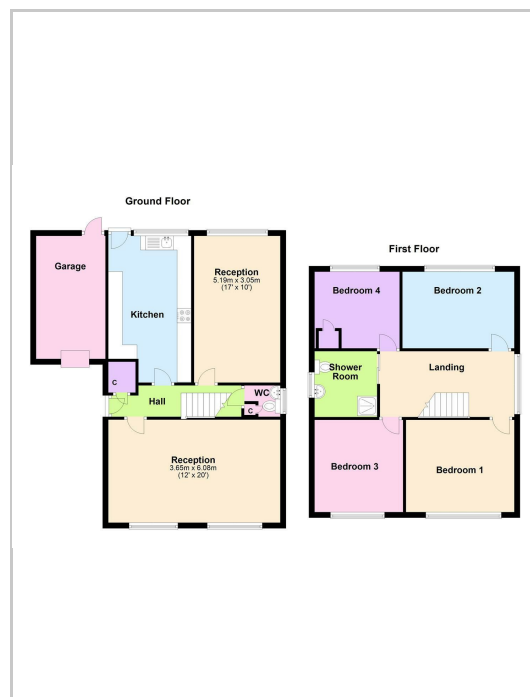 Ground Floor
Garage
Kitchen
Reception
5.19m x 3.05m
(17' x 10')
C
Hall
WC
C
Reception
3.65m x 6.08m
(12' x 20')
First Floor
Bedroom 4
Bedroom 2
Shower
Room
Landing
Bedroom 3
Bedroom 1